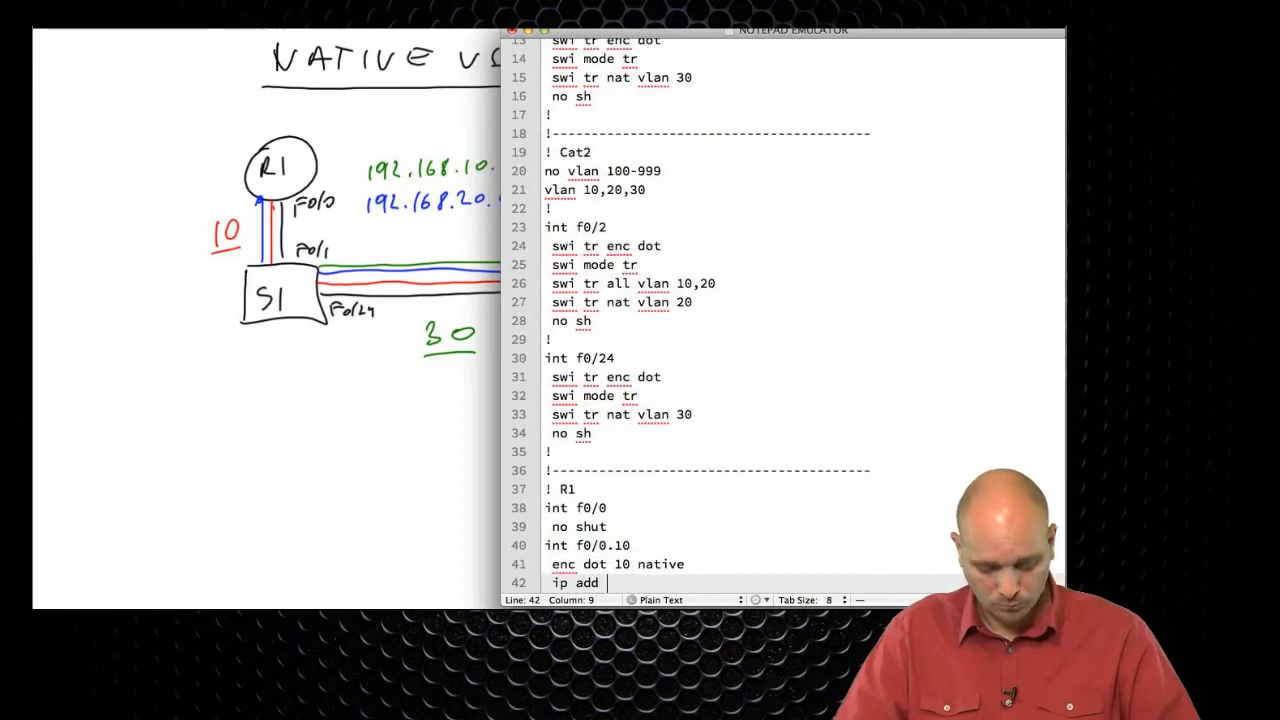 NATIVE
NOTEPAD EMULATOR
R1
192.168.10.
192.168.20.
F0/0
10
F0/1
S1
F0/24
30
13 swi tr enc dot
14 swi mode tr
15 swi tr nat vlan 30
16 no sh
17 !
18 !-----------------------------------------
19 ! Cat2
20 no vlan 100-999
21 vlan 10,20,30
22 !
23 int f0/2
24 swi tr enc dot
25 swi mode tr
26 swi tr all vlan 10,20
27 swi tr nat vlan 20
28 no sh
29 !
30 int f0/24
31 swi tr enc dot
32 swi mode tr
33 swi tr nat vlan 30
34 no sh
35 !
36 !-----------------------------------------
37 ! R1
38 int f0/0
39 no shut
40 int f0/0.10
41 enc dot 10 native
42 ip add
Line: 42 Column: 9 Plain Text Tab Size: 8 —